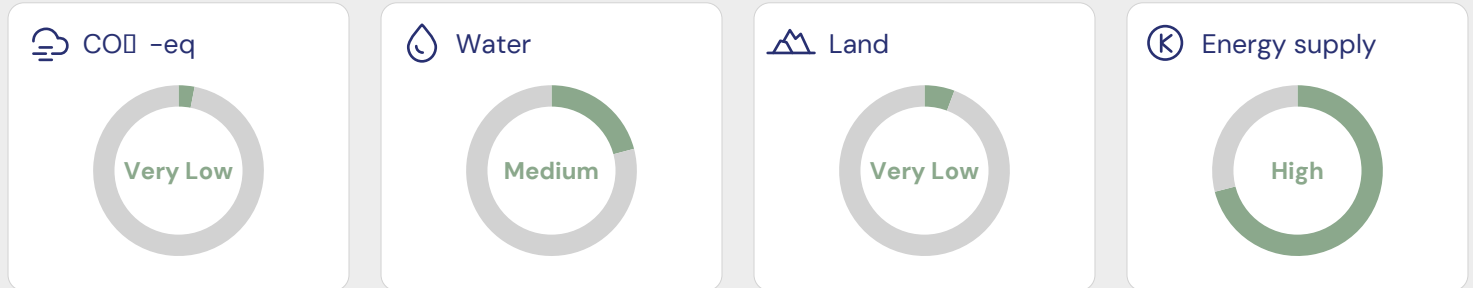 CO▯ -eq
Very Low
Water
Medium
Land
Very Low
Energy supply
High